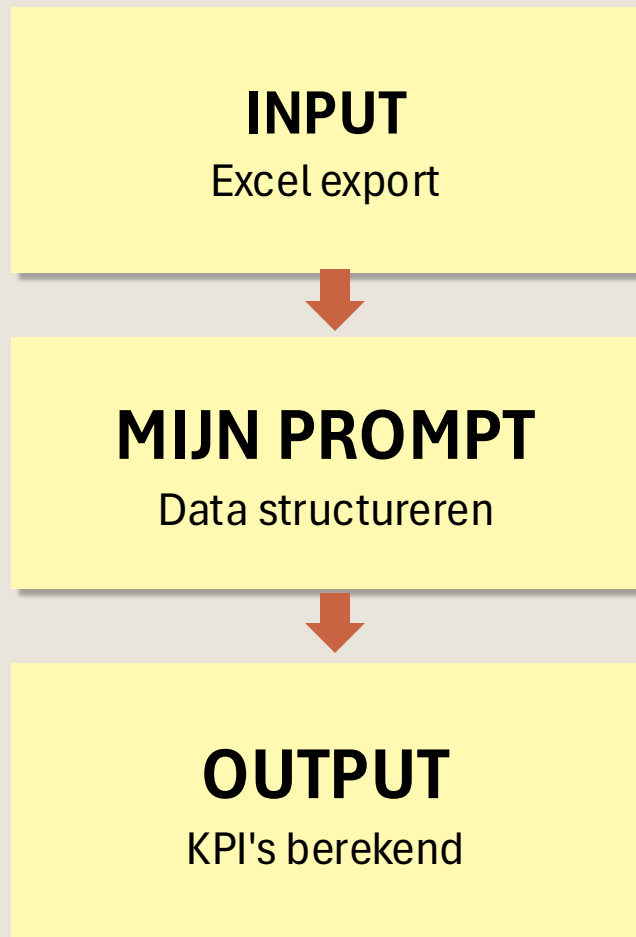 INPUT
Excel export
MIJN PROMPT
Data structureren
OUTPUT
KPI's berekend